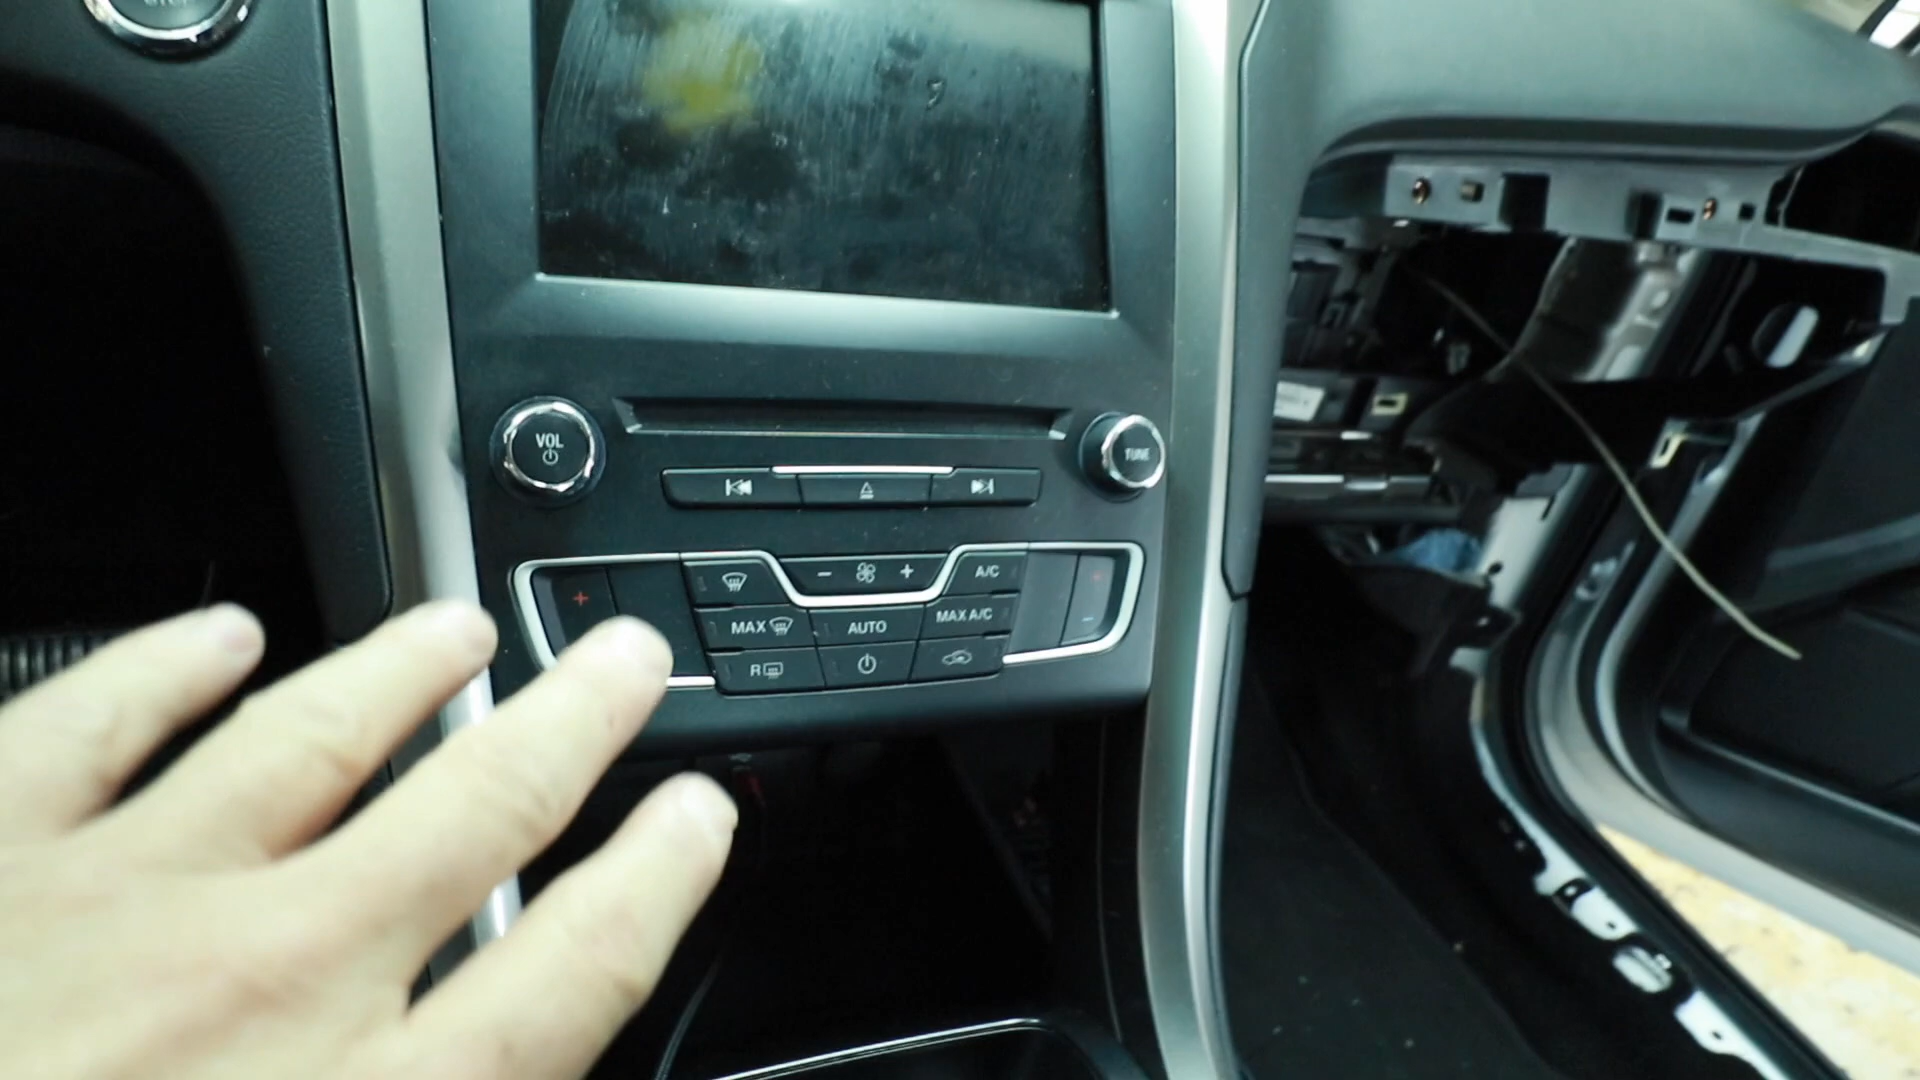 VOL
TUNE
- +
A/C
+
MAX
AUTO
MAX A/C
R